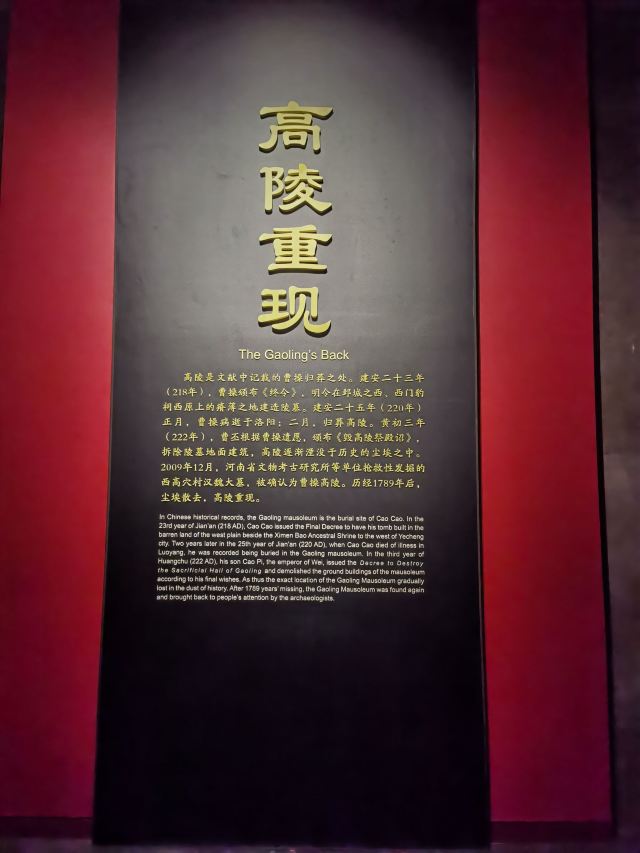 高
陵
重
现
The Gaoling's Back
高陵是文献中记载的曹操归葬之处。建安二十三年
（218年），曹操颁布《终令》，明令在邺城之西、西门豹
祠西原上的瘠薄之地建造陵墓。建安二十五年（220年）
正月，曹操病逝于洛阳；二月，归葬高陵。黄初三年
（222年），曹丕根据曹操遗愿，颁布《毁高陵祭殿诏》，
拆除陵墓地面建筑，高陵逐渐湮没于历史的尘埃之中。
2009年12月，河南省文物考古研究所等单位抢救性发掘的
西高穴村汉魏大墓，被确认为曹操高陵。历经1789年后，
尘埃散去，高陵重现。
In Chinese historical records, the Gaoling mausoleum is the burial site of Cao Cao. In the
23rd year of Jian'an (218 AD), Cao Cao issued the Final Decree to have his tomb built in the
barren land of the west plain beside the Ximen Bao Ancestral Shrine to the west of Yecheng
city. Two years later in the 25th year of Jian'an (220 AD), when Cao Cao died of illness in
Luoyang, he was recorded being buried in the Gaoling mausoleum. In the third year of
Huangchu (222 AD), his son Cao Pi, the emperor of Wei, issued the Decree to Destroy
the Sacrificial Hall of Gaoling and demolished the ground buildings of the mausoleum
according to his final wishes. As thus the exact location of the Gaoling Mausoleum gradually
lost in the dust of history. After 1789 years' missing, the Gaoling Mausoleum was found again
and brought back to people's attention by the archaeologists.